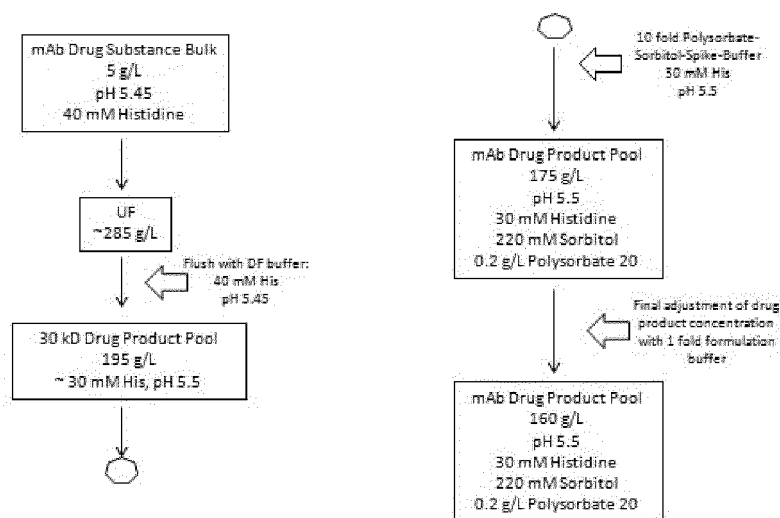 mAb Drug Substance Bulk
5 g/L
pH 5.45
40 mM Histidine
UF
~285 g/L
Flush with DF buffer:
40 mM His
pH 5.45
30 kD Drug Product Pool
195 g/L
~ 30 mM His, pH 5.5
10 fold Polysorbate-
Sorbitol-Spike-Buffer
30 mM His
pH 5.5
mAb Drug Product Pool
175 g/L
pH 5.5
30 mM Histidine
220 mM Sorbitol
0.2 g/L Polysorbate 20
Final adjustment of drug
product concentration
with 1 fold formulation
buffer
mAb Drug Product Pool
160 g/L
pH 5.5
30 mM Histidine
220 mM Sorbitol
0.2 g/L Polysorbate 20